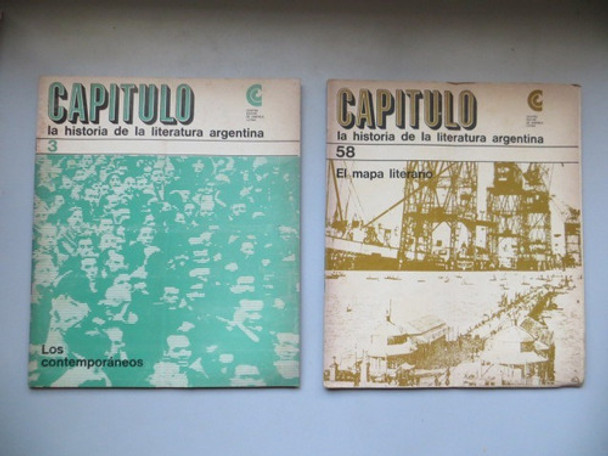 CAPITULO
la historia de la literatura argentina
3
Los
contemporáneos
CAPITULO
la historia de la literatura argentina
58
El mapa literario